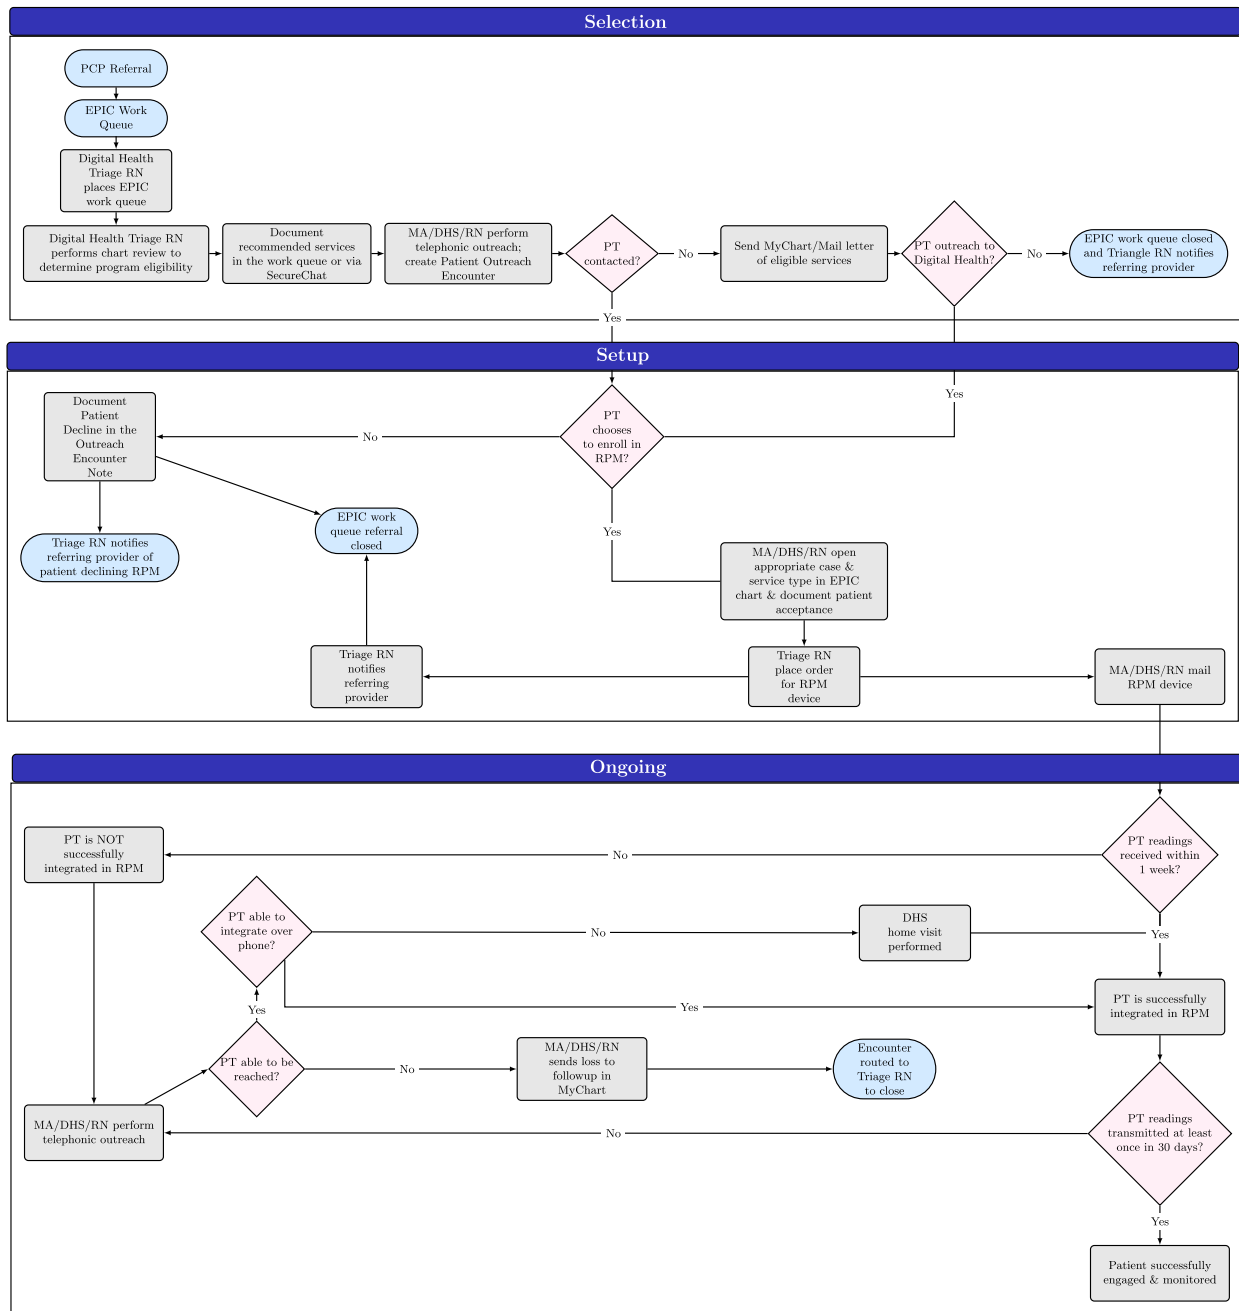 Selection
PCP Referral
EPIC Work
Queue
Digital Health
Triage RN
places EPIC
work queue
Digital Health Triage RN
performs chart review to
determine program eligibility
Document
recommended services
in the work queue or via
SecureChat
MA/DHS/RN perform
telephonic outreach;
create Patient Outreach
Encounter
PT
contacted?
No
Send MyChart/Mail letter
of eligible services
PT outreach to
Digital Health?
No
EPIC work queue closed
and Triangle RN notifies
referring provider
Yes
Setup
Yes
Document
Patient
Decline in the
Outreach
Encounter
Note
No
PT
chooses
to enroll in
RPM?
Triage RN notifies
referring provider of
patient declining RPM
EPIC work
queue referral
closed
Yes
MA/DHS/RN open
appropriate case &
service type in EPIC
chart & document patient
acceptance
Triage RN
notifies
referring
provider
Triage RN
place order
for RPM
device
MA/DHS/RN mail
RPM device
Ongoing
PT is NOT
successfully
integrated in RPM
No
PT readings
received within
1 week?
PT able to
integrate over
phone?
No
DHS
home visit
performed
Yes
Yes
PT is successfully
integrated in RPM
Yes
PT able to be
reached?
No
MA/DHS/RN
sends loss to
followup in
MyChart
Encounter
routed to
Triage RN
to close
MA/DHS/RN perform
telephonic outreach
No
PT readings
transmitted at least
once in 30 days?
Yes
Patient successfully
engaged & monitored